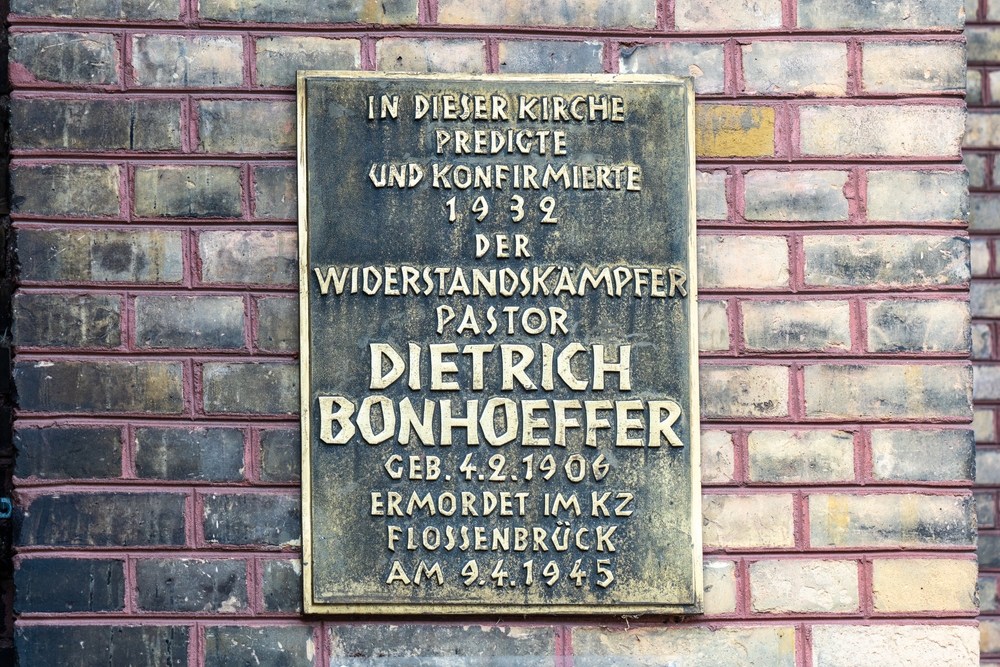 IN DIESER KIRCHE
PREDIGTE
UND KONFIRMIERTE
1932
DER
WIDERSTANDSKÄMPFER
PASTOR
DIETRICH
BONHOEFFER
GEB. 4.2.1906
ERMORDET IM KZ
FLOSSENBRÜCK
AM 9.4.1945